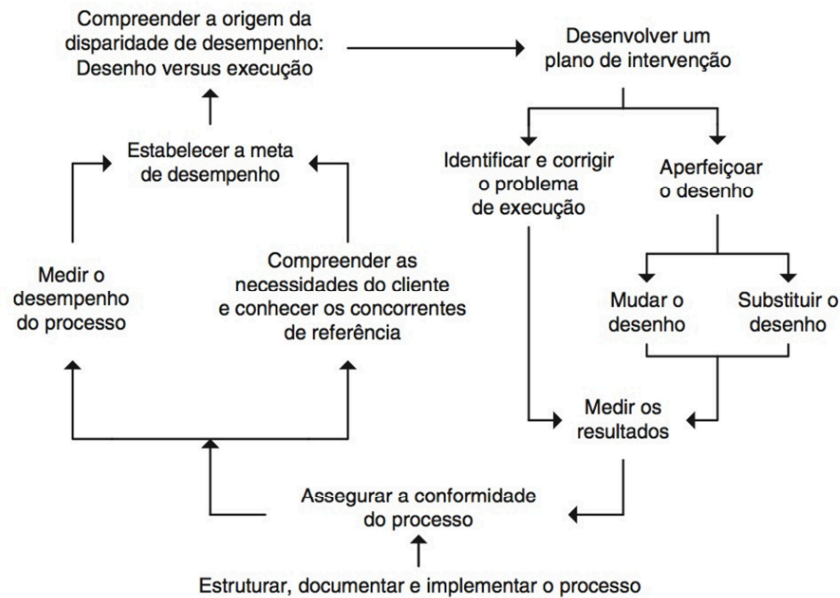 Compreender a origem da
disparidade de desempenho:
Desenho versus execução
Desenvolver um
plano de intervenção
Estabelecer a meta
de desempenho
Identificar e corrigir
o problema
de execução
Aperfeiçoar
o desenho
Medir o
desempenho
do processo
Compreender as
necessidades do cliente
e conhecer os concorrentes
de referência
Mudar o
desenho
Substituir o
desenho
Medir os
resultados
Assegurar a conformidade
do processo
Estruturar, documentar e implementar o processo